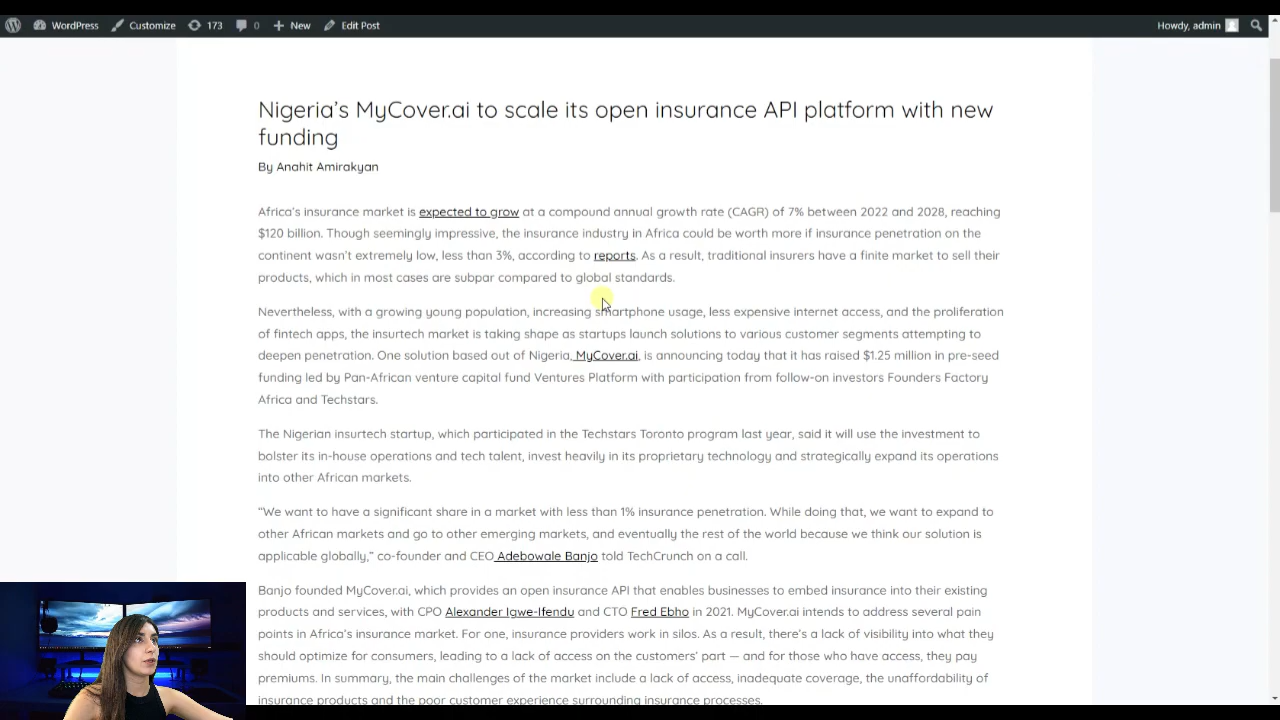 WordPress Customize 173 0 New Edit Post Howdy, admin
Nigeria’s MyCover.ai to scale its open insurance API platform with new
funding
By Anahit Amirakyan
Africa’s insurance market is expected to grow at a compound annual growth rate (CAGR) of 7% between 2022 and 2028, reaching
$120 billion. Though seemingly impressive, the insurance industry in Africa could be worth more if insurance penetration on the
continent wasn’t extremely low, less than 3%, according to reports. As a result, traditional insurers have a finite market to sell their
products, which in most cases are subpar compared to global standards.
Nevertheless, with a growing young population, increasing smartphone usage, less expensive internet access, and the proliferation
of fintech apps, the insurtech market is taking shape as startups launch solutions to various customer segments attempting to
deepen penetration. One solution based out of Nigeria, MyCover.ai, is announcing today that it has raised $1.25 million in pre-seed
funding led by Pan-African venture capital fund Ventures Platform with participation from follow-on investors Founders Factory
Africa and Techstars.
The Nigerian insurtech startup, which participated in the Techstars Toronto program last year, said it will use the investment to
bolster its in-house operations and tech talent, invest heavily in its proprietary technology and strategically expand its operations
into other African markets.
“We want to have a significant share in a market with less than 1% insurance penetration. While doing that, we want to expand to
other African markets and go to other emerging markets, and eventually the rest of the world because we think our solution is
applicable globally,” co-founder and CEO Adebowale Banjo told TechCrunch on a call.
Banjo founded MyCover.ai, which provides an open insurance API that enables businesses to embed insurance into their existing
products and services, with CPO Alexander Igwe-Ifendu and CTO Fred Ebho in 2021. MyCover.ai intends to address several pain
points in Africa’s insurance market. For one, insurance providers work in silos. As a result, there’s a lack of visibility into what they
should optimize for consumers, leading to a lack of access on the customers’ part — and for those who have access, they pay
premiums. In summary, the main challenges of the market include a lack of access, inadequate coverage, the unaffordability of
insurance products and the poor customer experience surrounding insurance processes.